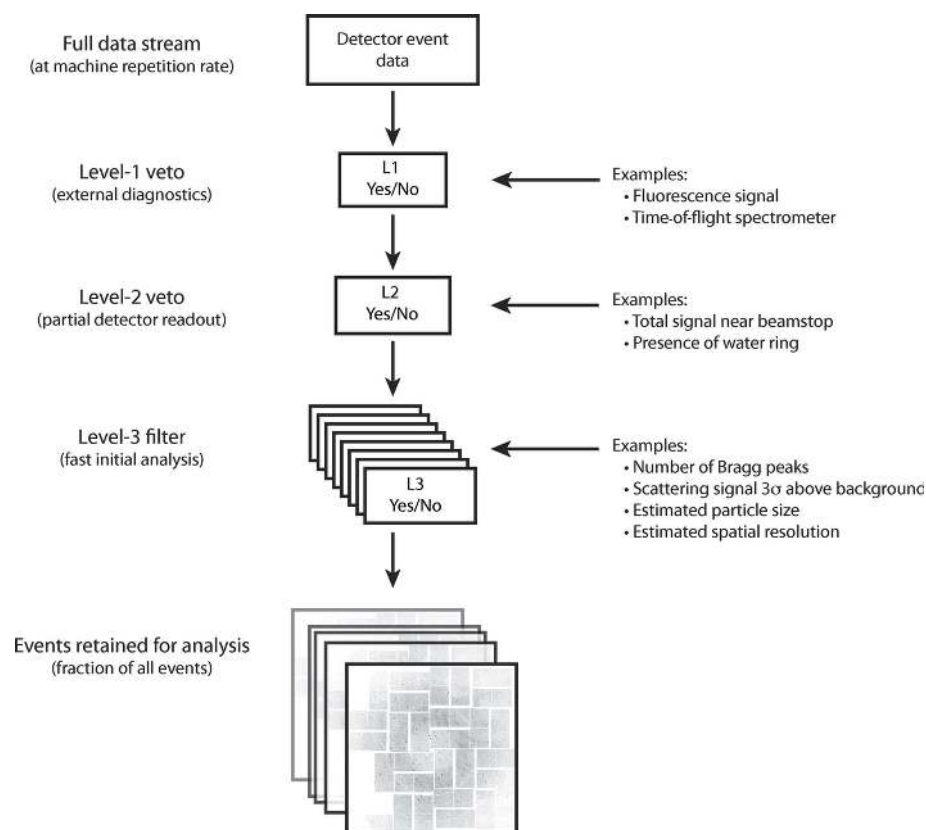 Full data stream
(at machine repetition rate)
Detector event
data
Level-1 veto
(external diagnostics)
L1
Yes/No
Examples:
• Fluorescence signal
• Time-of-flight spectrometer
Level-2 veto
(partial detector readout)
L2
Yes/No
Examples:
• Total signal near beamstop
• Presence of water ring
Level-3 filter
(fast initial analysis)
L3
Yes/No
Examples:
• Number of Bragg peaks
• Scattering signal 3σ above background
• Estimated particle size
• Estimated spatial resolution
Events retained for analysis
(fraction of all events)